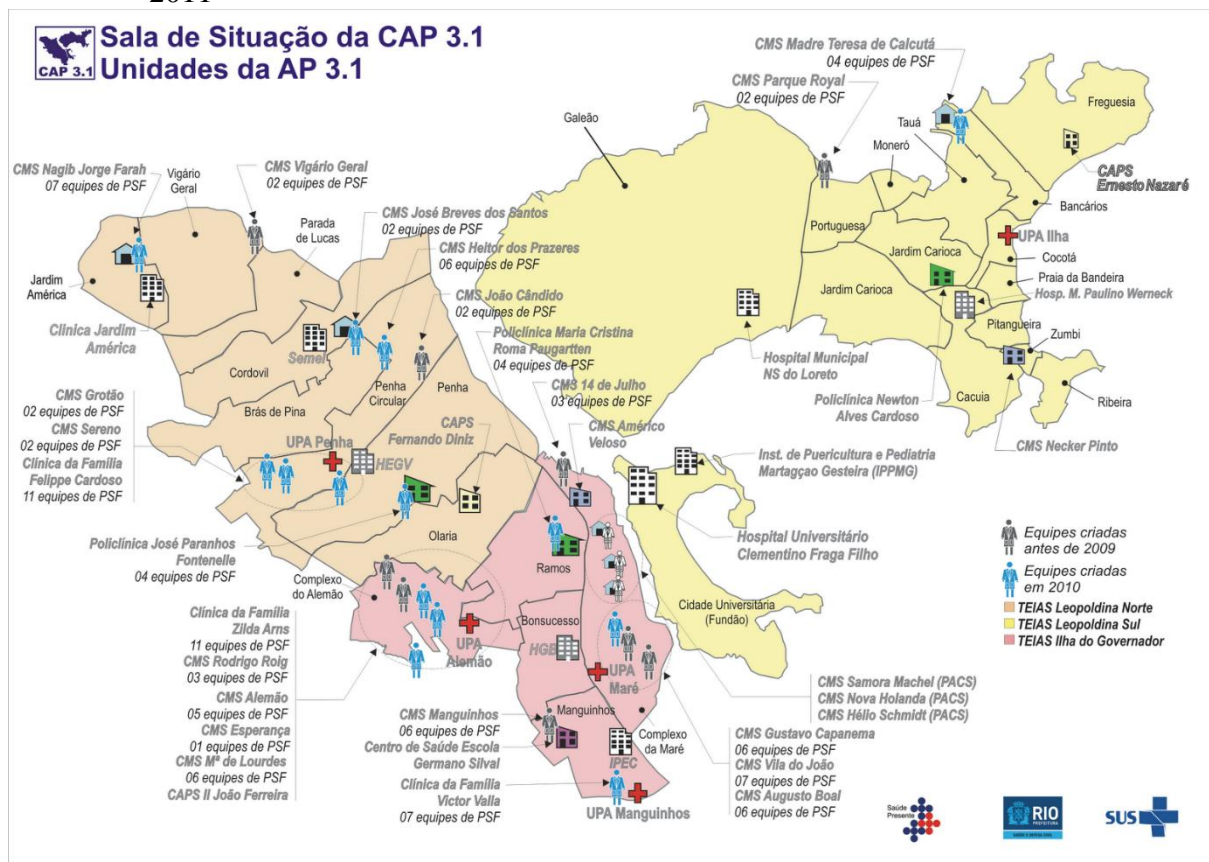 2011
Sala de Situação da CAP 3.1
Unidades da AP 3.1
CAP 3.1
CMS Madre Teresa de Calcutá
04 equipes de PSF
CMS Parque Royal
02 equipes de PSF
Freguesia
Galeão
Tauá
Moneró
CAPS
Ernesto Nazaré
Bancários
Portuguesa
UPA Ilha
Jardim Carioca
Cocotá
Praia da Bandeira
Hosp. M. Paulino Werneck
Jardim Carioca
Pitangueira
Zumbi
Hospital Municipal
NS do Loreto
Policlínica Newton
Alves Cardoso
Cacuia
Ribeira
CMS Necker Pinto
CMS Nagib Jorge Farah
07 equipes de PSF
Vigário
Geral
CMS Vigário Geral
02 equipes de PSF
Parada
de Lucas
CMS José Breves dos Santos
02 equipes de PSF
CMS Heitor dos Prazeres
06 equipes de PSF
CMS João Cândido
02 equipes de PSF
Jardim
América
Clinica Jardim
América
Semel
Policlínica Maria Cristina
Roma Paugartten
04 equipes de PSF
Cordovil
Penha
Circular
Penha
CMS 14 de Julho
03 equipes de PSF
Brás de Pina
CMS Grotão
02 equipes de PSF
CMS Sereno
02 equipes de PSF
Clínica da Família
Felippe Cardoso
11 equipes de PSF
UPA Penha
HEGV
CAPS
Fernando Diniz
CMS Américo
Veloso
Inst. de Puericultura e Pediatria
Martagçao Gesteira (IPPMG)
Hospital Universitário
Clementino Fraga Filho
Olaria
Policlínica José Paranhos
Fontenelle
04 equipes de PSF
Complexo
do Alemão
Ramos
Cidade Universitária
(Fundão)
Equipes criadas
antes de 2009
Equipes criadas
em 2010
TEIAS Leopoldina Norte
TEIAS Leopoldina Sul
TEIAS Ilha do Governador
Clínica da Família
Zilda Arns
11 equipes de PSF
CMS Rodrigo Roig
03 equipes de PSF
CMS Alemão
05 equipes de PSF
CMS Esperança
01 equipes de PSF
CMS Mª de Lourdes
06 equipes de PSF
CAPS II João Ferreira
UPA
Alemão
Bonsucesso
HGB
UPA
Maré
CMS Samora Machel (PACS)
CMS Nova Holanda (PACS)
CMS Hélio Schmidt (PACS)
CMS Manguinhos
06 equipes de PSF
Centro de Saúde Escola
Germano Silval
Manguinhos
IPEC
Complexo
da Maré
CMS Gustavo Capanema
06 equipes de PSF
CMS Vila do João
07 equipes de PSF
CMS Augusto Boal
06 equipes de PSF
Clínica da Família
Victor Valla
07 equipes de PSF
UPA Manguinhos
Saúde
Presente
RIO
PREFEITURA
SAÚDE E DEFESA CIVIL
SUS